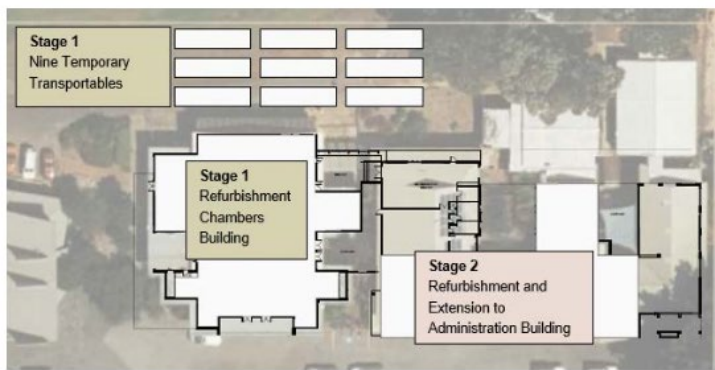 Stage 1
Nine Temporary
Transportables
Stage 1
Refurbishment
Chambers
Building
Stage 2
Refurbishment and
Extension to
Administration Building